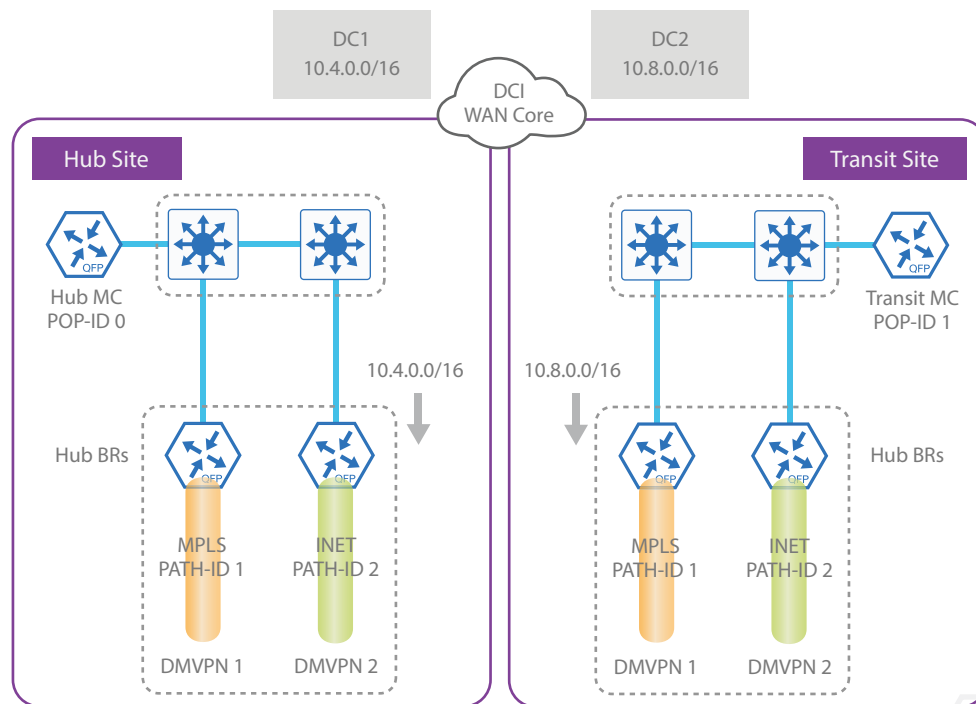 DC1
10.4.0.0/16
DC2
10.8.0.0/16
DCI
WAN Core
Hub Site
Transit Site
QFP
Hub MC
POP-ID 0
QFP
Transit MC
POP-ID 1
10.4.0.0/16
10.8.0.0/16
Hub BRs
QFP
QFP
QFP
QFP
Hub BRs
MPLS
PATH-ID 1
INET
PATH-ID 2
MPLS
PATH-ID 1
INET
PATH-ID 2
DMVPN 1
DMVPN 2
DMVPN 1
DMVPN 2